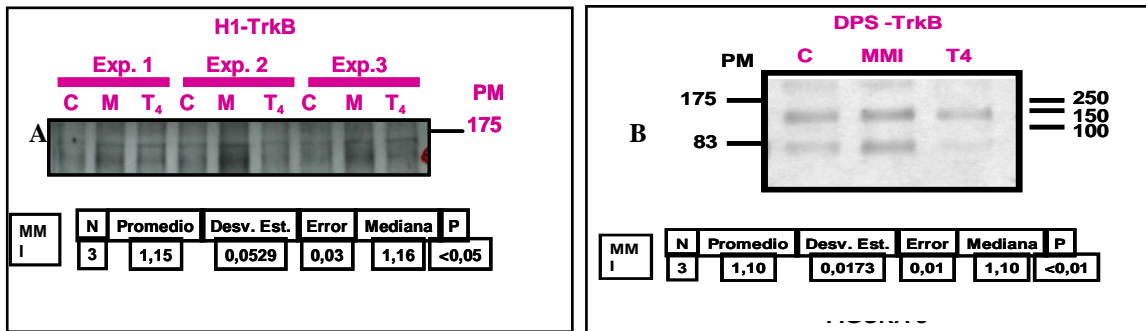 H1-TrkB
Exp. 1 Exp. 2 Exp.3
C M T4 C M T4 C M T4
PM
175
A
MM
I
N Promedio Desv. Est. Error Mediana P
3 1,15 0,0529 0,03 1,16 <0,05
DPS -TrkB
C MMI T4
PM
175
83
250
150
100
B
MM
I
N Promedio Desv. Est. Error Mediana P
3 1,10 0,0173 0,01 1,10 <0,01